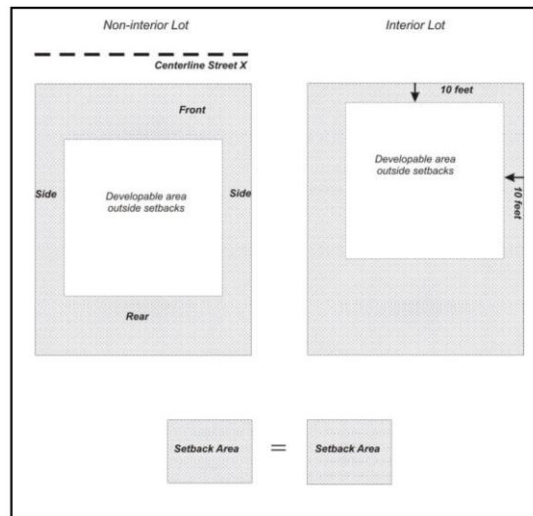 Non-interior Lot
Interior Lot
Centerline Street X
Front
Side
Side
Developable area
outside setbacks
Rear
10 feet
Developable area
outside setbacks
10 feet
Setback Area
=
Setback Area